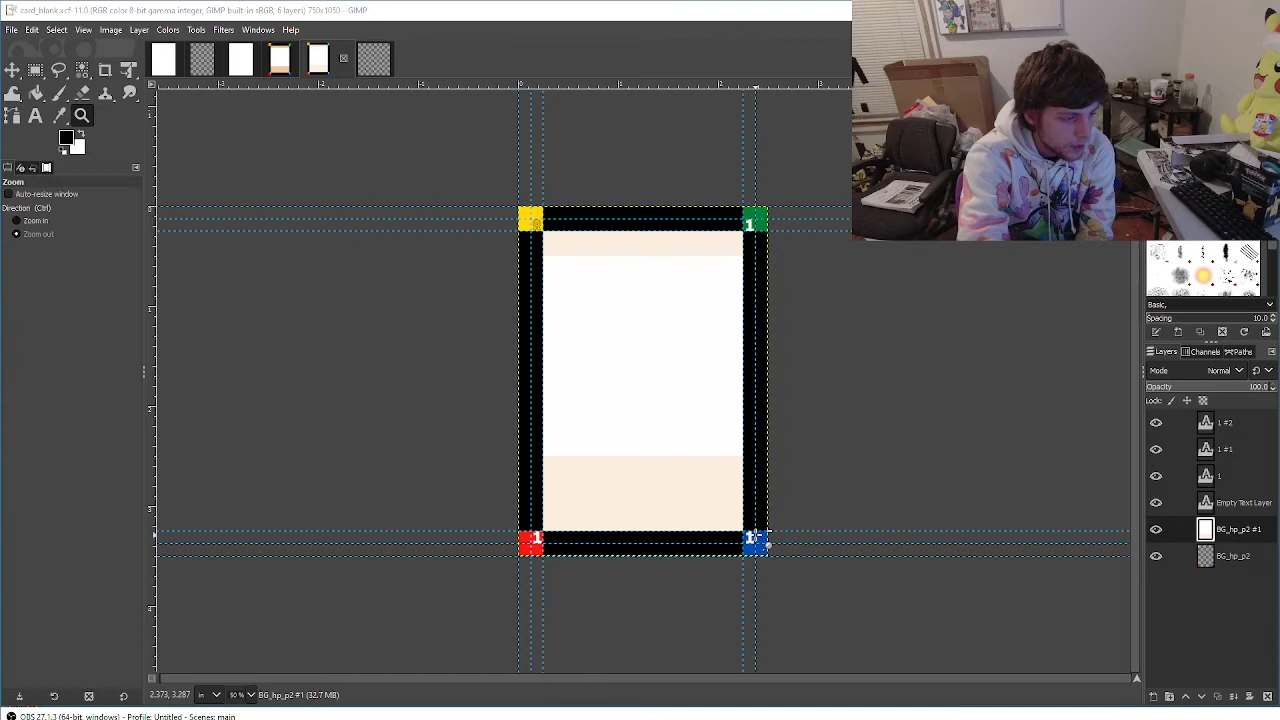 card_blank.xcf-11.0 (RGB color 8-bit gamma integer, GIMP built-in sRGB, 6 layers) 750x1050 – GIMP
File Edit Select View Image Layer Colors Tools Filters Windows Help
Zoom
Auto-resize window
Direction (Ctrl)
Zoom in
Zoom out
1
1
1
Basic,
Spacing 10.0
Layers Channels Paths
Mode Normal
Opacity 100.0
Lock:
1 #2
1 #1
1
Empty Text Layer
BG_hp_p2 #1
BG_hp_p2
2.373, 3.287 in 50 % BG_hp_p2 #1 (32.7 MB)
OBS 27.1.3 (64-bit, windows) - Profile: Untitled - Scenes: main